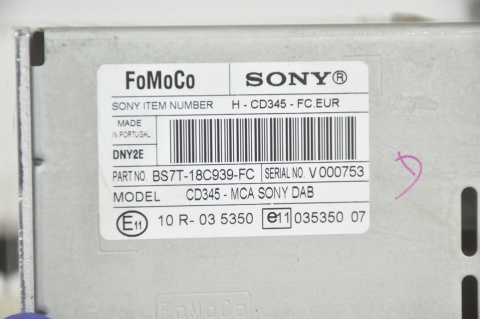 FoMoCo SONY®
SONY ITEM NUMBER H - CD345 - FC.EUR
MADE
IN PORTUGAL
DNY2E
PART NO. BS7T-18C939-FC SERIAL NO. V000753
MODEL CD345 - MCA SONY DAB
E11 10 R - 03 5350 e11 035350 07
FoMoCo